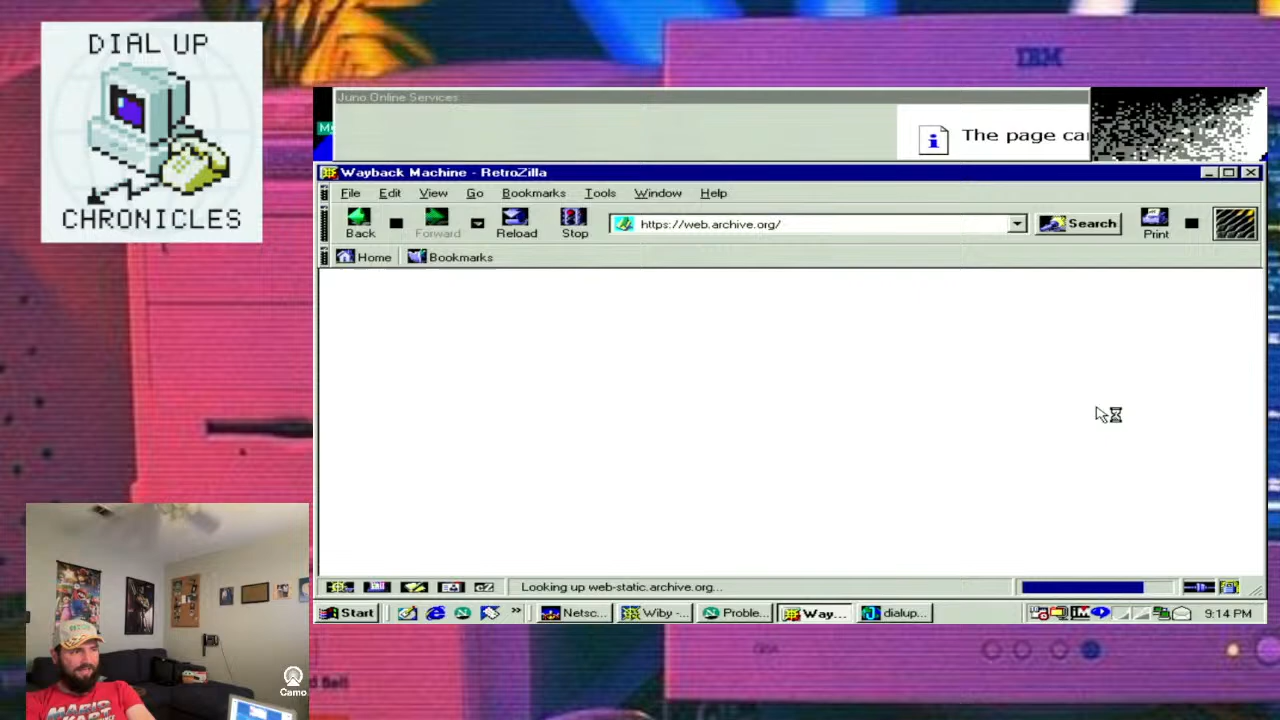 DIAL UP
CHRONICLES
IBM
Juno Online Services
The page ca
Wayback Machine - RetroZilla
File Edit View Go Bookmarks Tools Window Help
Back Forward Reload Stop https://web.archive.org/ Search Print
Home Bookmarks
Looking up web-static.archive.org...
Start Netsc... Wiby -... Proble... Way... dialup... 9:14 PM
Camo
MARIO
KART